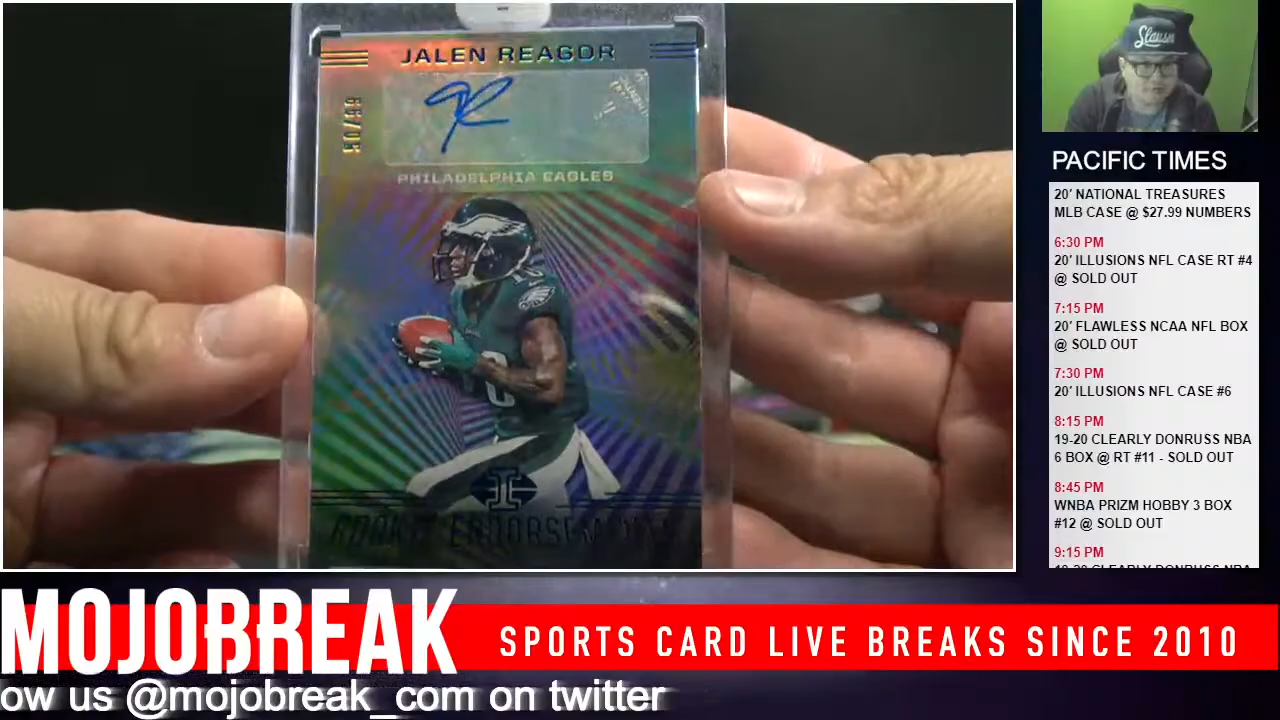 JALEN REAGOR
PHILADELPHIA EAGLES
ROOKIE ENDORSEMENTS
Slauson
PACIFIC TIMES
20' NATIONAL TREASURES
MLB CASE @ $27.99 NUMBERS
6:30 PM
20' ILLUSIONS NFL CASE RT #4
@ SOLD OUT
7:15 PM
20' FLAWLESS NCAA NFL BOX
@ SOLD OUT
7:30 PM
20' ILLUSIONS NFL CASE #6
8:15 PM
19-20 CLEARLY DONRUSS NBA
6 BOX @ RT #11 - SOLD OUT
8:45 PM
WNBA PRIZM HOBBY 3 BOX
#12 @ SOLD OUT
9:15 PM
MOJOBREAK
SPORTS CARD LIVE BREAKS SINCE 2010
ow us @mojobreak_com on twitter